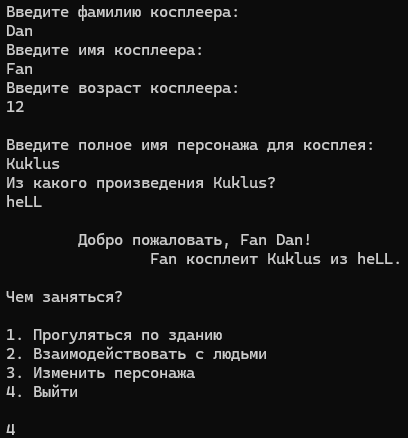 Введите фамилию косплеера:
Dan
Введите имя косплеера:
Fan
Введите возраст косплеера:
12
Введите полное имя персонажа для косплея:
Kuklus
Из какого произведения Kuklus?
heLL
Добро пожаловать, Fan Dan!
Fan косплеит Kuklus из heLL.
Чем заняться?
1. Прогуляться по зданию
2. Взаимодействовать с людьми
3. Изменить персонажа
4. Выйти
4